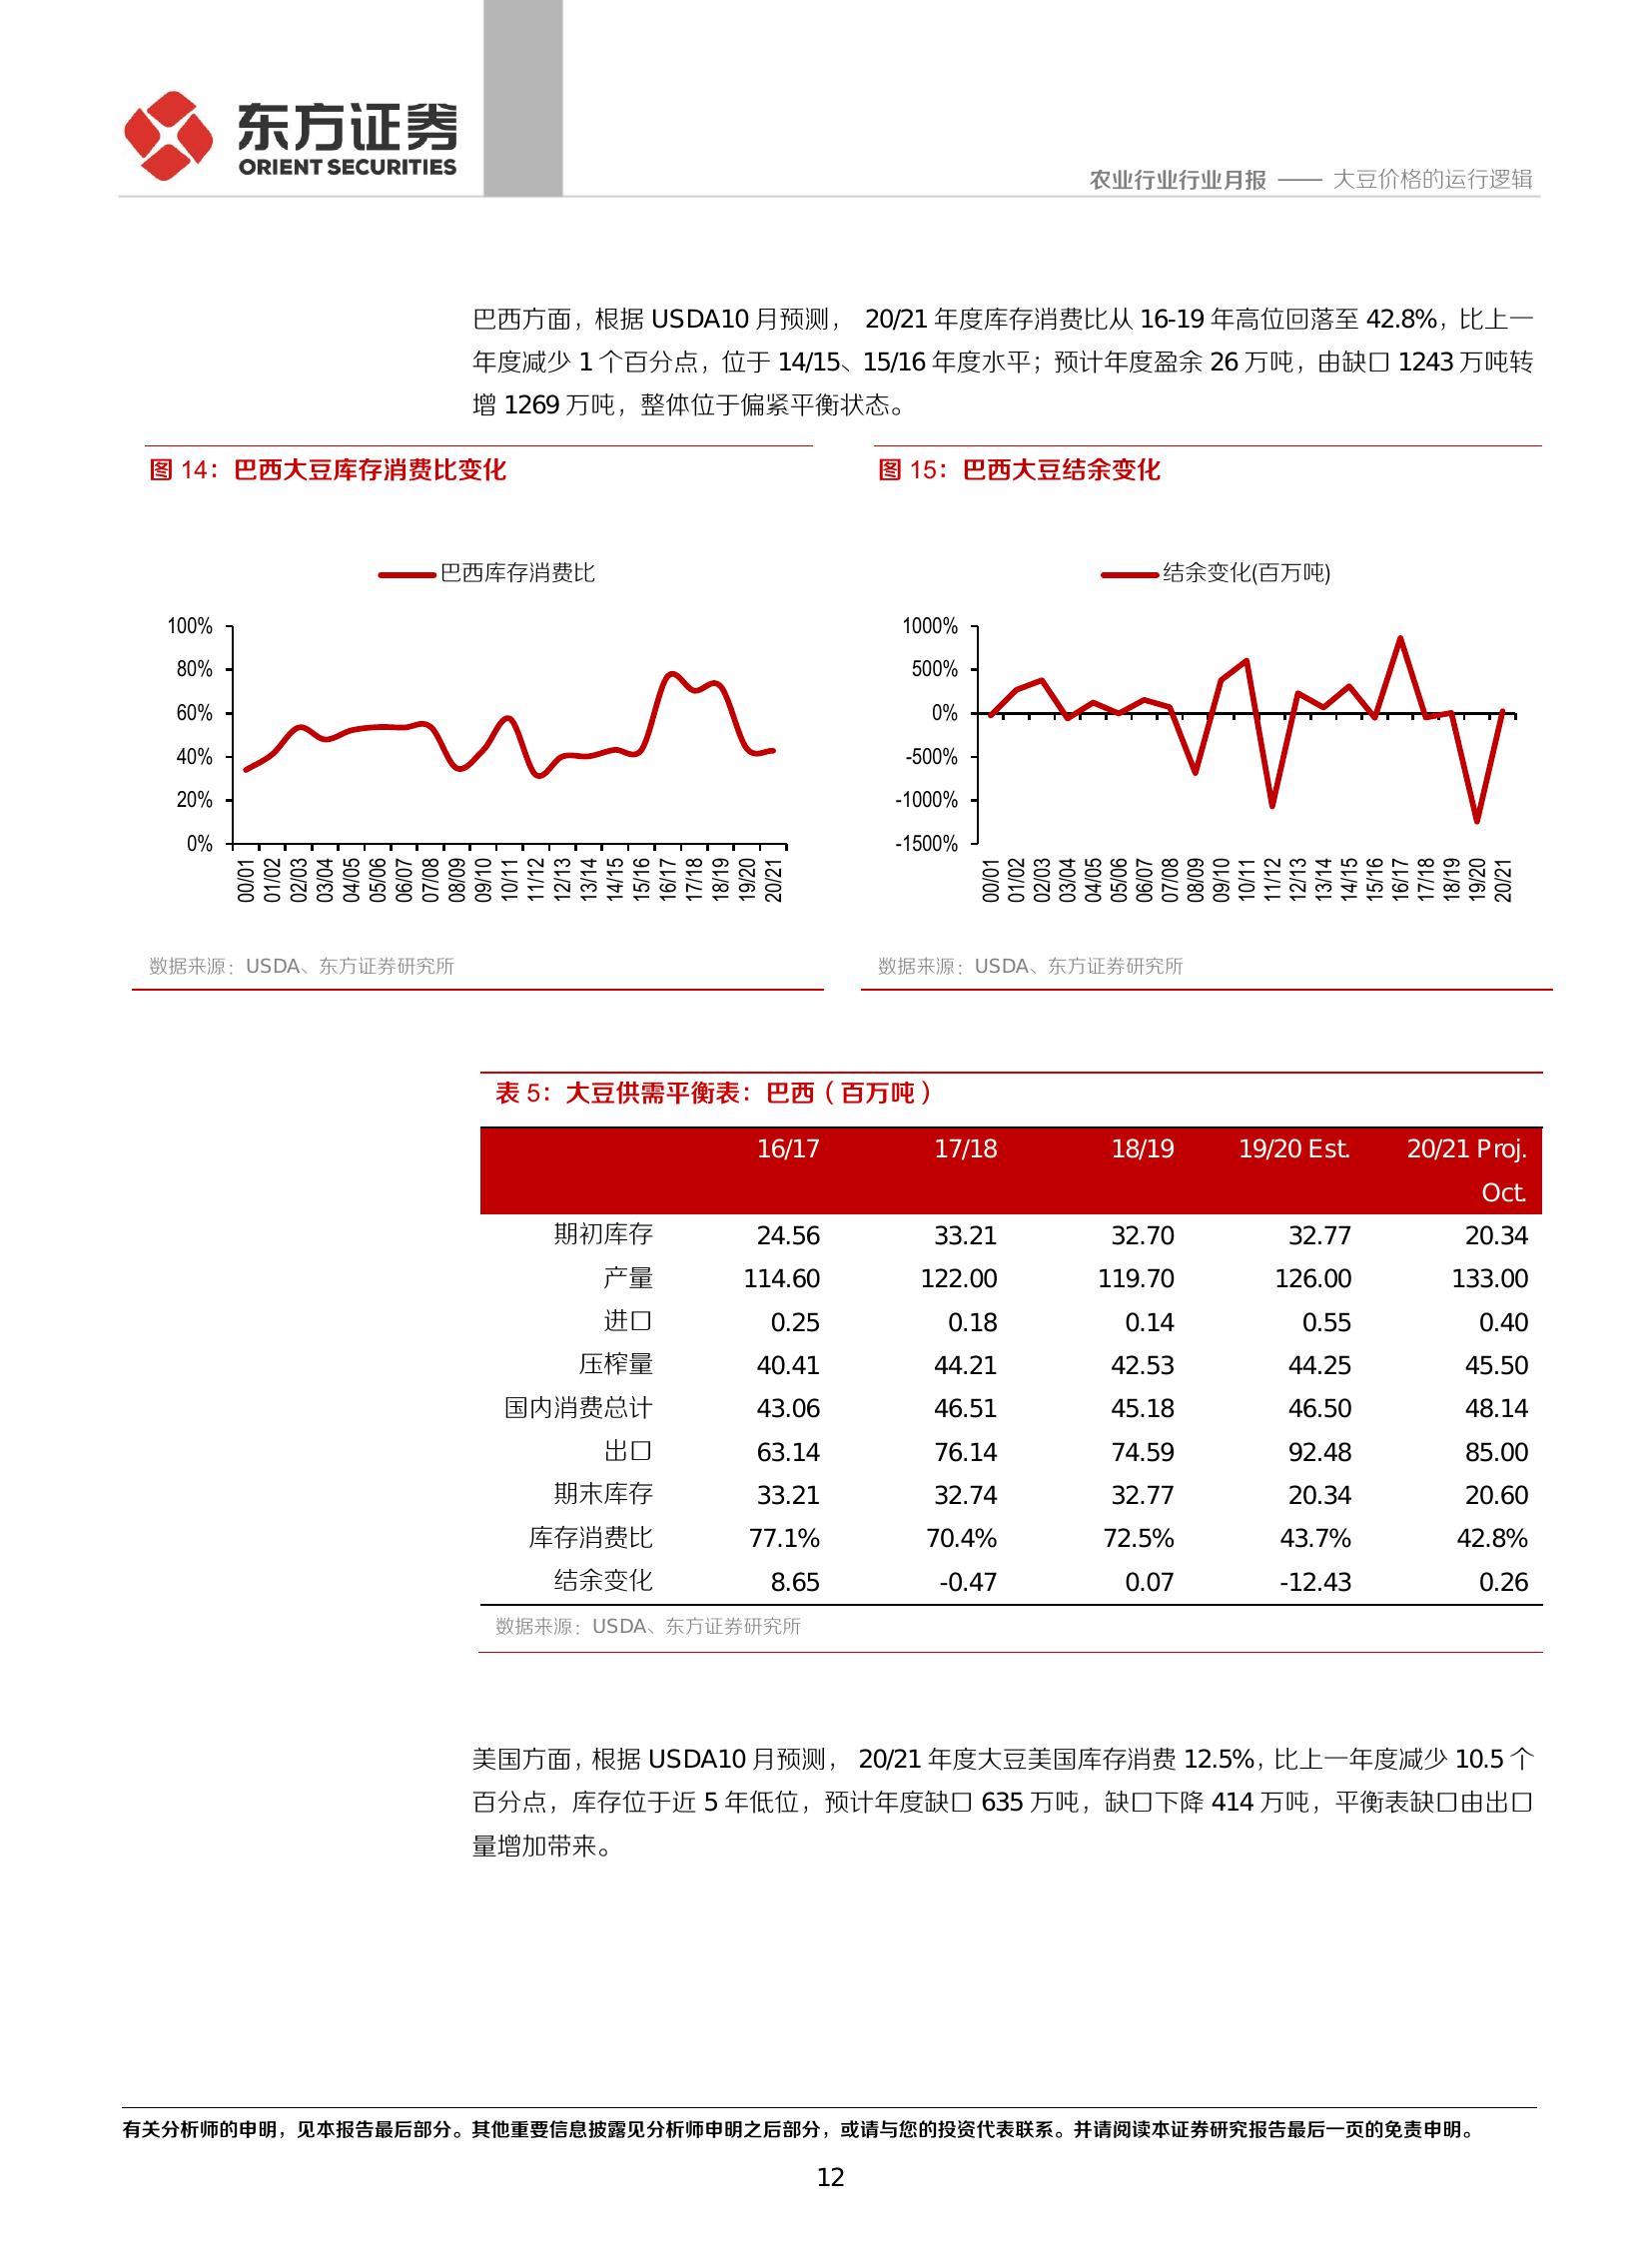 东方证券
ORIENT SECURITIES
农业行业行业月报 —— 大豆价格的运行逻辑
巴西方面，根据 USDA10 月预测， 20/21 年度库存消费比从 16-19 年高位回落至 42.8%，比上一
年度减少 1 个百分点，位于 14/15、15/16 年度水平；预计年度盈余 26 万吨，由缺口 1243 万吨转
增 1269 万吨，整体位于偏紧平衡状态。
图 14：巴西大豆库存消费比变化
巴西库存消费比
100%
80%
60%
40%
20%
0%
00/01 01/02 02/03 03/04 04/05 05/06 06/07 07/08 08/09 09/10 10/11 11/12 12/13 13/14 14/15 15/16 16/17 17/18 18/19 19/20 20/21
数据来源：USDA、东方证券研究所
图 15：巴西大豆结余变化
结余变化(百万吨)
1000%
500%
0%
-500%
-1000%
-1500%
00/01 01/02 02/03 03/04 04/05 05/06 06/07 07/08 08/09 09/10 10/11 11/12 12/13 13/14 14/15 15/16 16/17 17/18 18/19 19/20 20/21
数据来源：USDA、东方证券研究所
表 5：大豆供需平衡表：巴西（百万吨）
16/17 17/18 18/19 19/20 Est. 20/21 Proj.
Oct.
期初库存 24.56 33.21 32.70 32.77 20.34
产量 114.60 122.00 119.70 126.00 133.00
进口 0.25 0.18 0.14 0.55 0.40
压榨量 40.41 44.21 42.53 44.25 45.50
国内消费总计 43.06 46.51 45.18 46.50 48.14
出口 63.14 76.14 74.59 92.48 85.00
期末库存 33.21 32.74 32.77 20.34 20.60
库存消费比 77.1% 70.4% 72.5% 43.7% 42.8%
结余变化 8.65 -0.47 0.07 -12.43 0.26
数据来源：USDA、东方证券研究所
美国方面，根据 USDA10 月预测， 20/21 年度大豆美国库存消费 12.5%，比上一年度减少 10.5 个
百分点，库存位于近 5 年低位，预计年度缺口 635 万吨，缺口下降 414 万吨，平衡表缺口由出口
量增加带来。
有关分析师的申明，见本报告最后部分。其他重要信息披露见分析师申明之后部分，或请与您的投资代表联系。并请阅读本证券研究报告最后一页的免责申明。
12